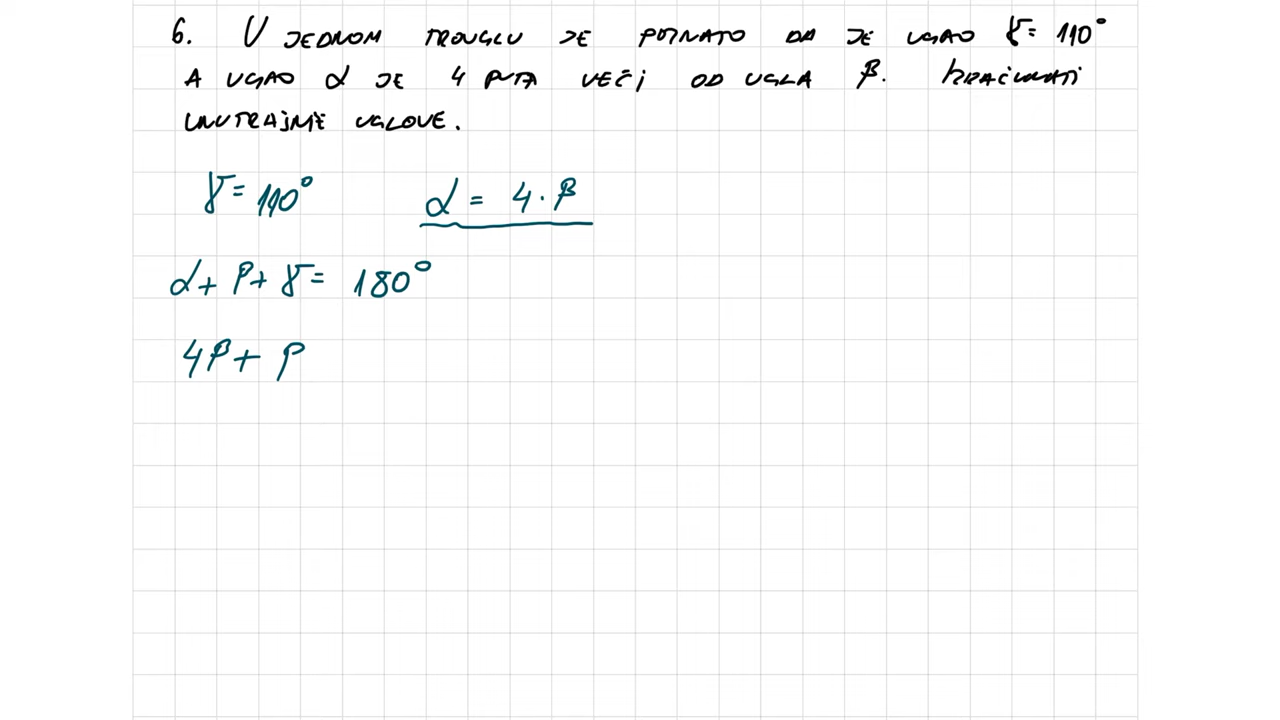 6. U JEDNOM TROUGLU JE POZNATO DA JE UGAO γ= 110°
A UGAO α JE 4 PUTA VEĆI OD UGLA β. IZRAČUNATI
UNUTRAŠNJE UGLOVE.
γ= 110° α = 4·β
α+ β+ γ= 180°
4β+ β